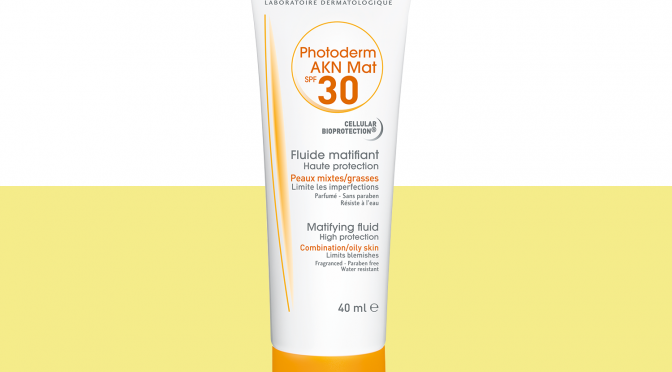 LABORATOIRE DERMATOLOGIQUE
Photoderm
AKN Mat
SPF 30
CELLULAR
BIOPROTECTION®
Fluide matifiant
Haute protection
Peaux mixtes/grasses
Limite les imperfections
Parfumé - Sans paraben
Résiste à l'eau
Matifying fluid
High protection
Combination/oily skin
Limits blemishes
Fragranced - Paraben free
Water resistant
40 ml ℮